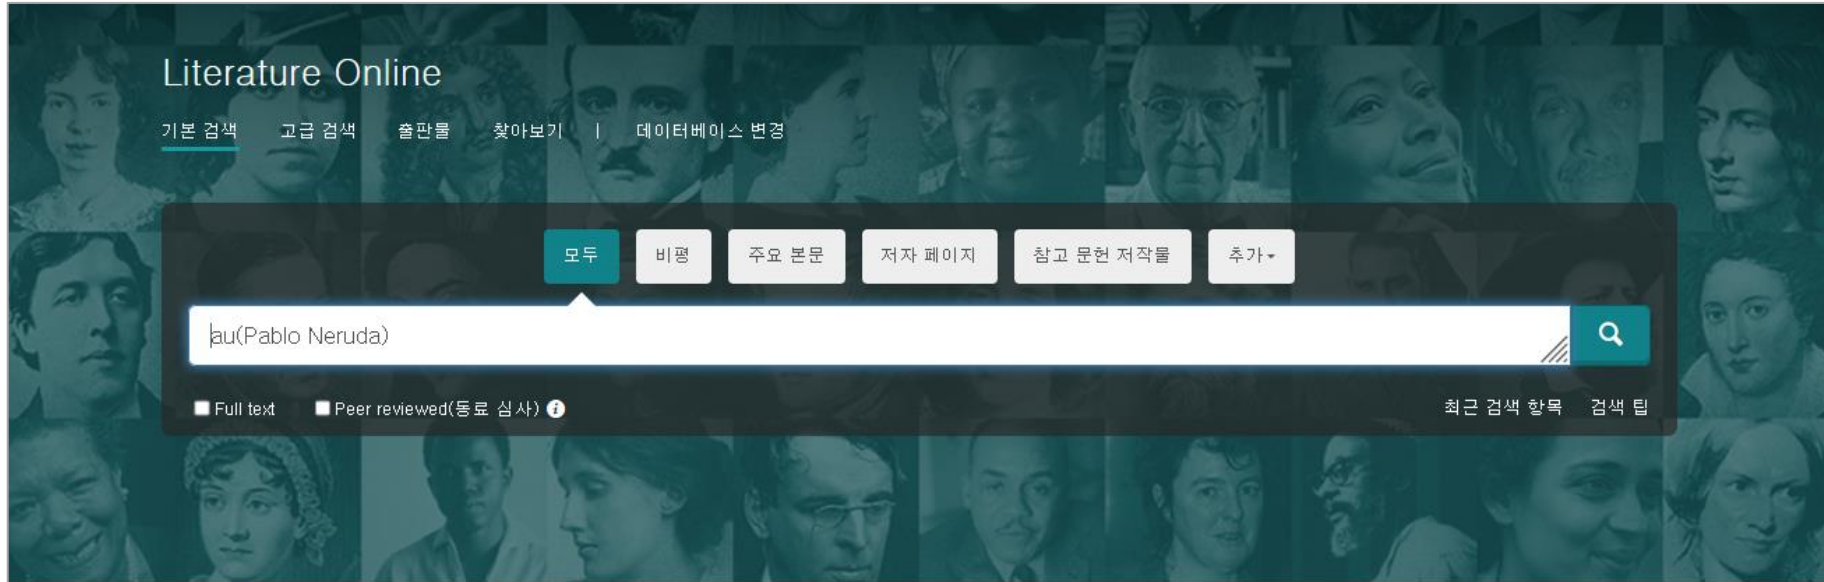 Literature Online
기본 검색 고급 검색 출판물 찾아보기 | 데이터베이스 변경
모두 비평 주요 본문 저자 페이지 참고 문헌 저작물 추가
au(Pablo Neruda)
Full text Peer reviewed(동료 심사) i 최근 검색 항목 검색 팁